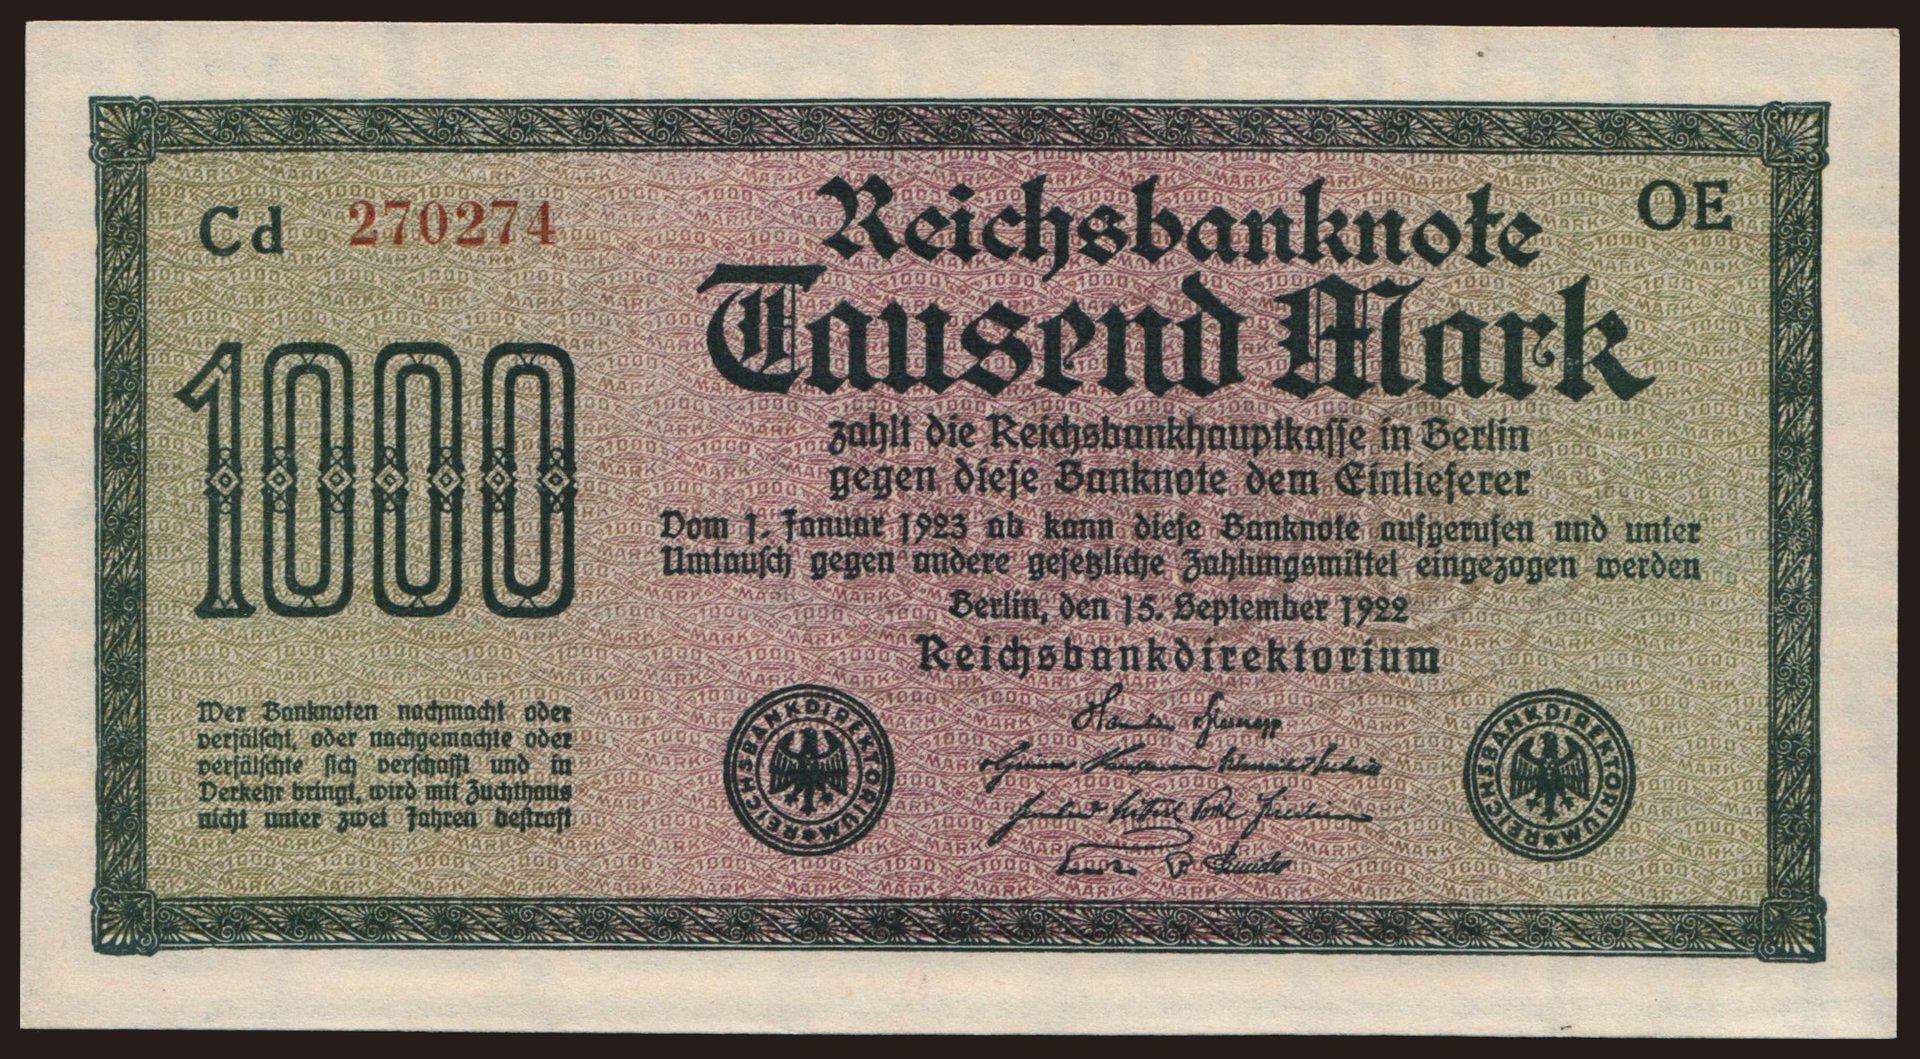 Cd 270274
Reichsbanknote
OE
Tausend Mark
1000
zahlt die Reichsbankhauptkasse in Berlin
gegen diese Banknote dem Einlieferer
Vom 1. Januar 1923 ab kann diese Banknote aufgerufen und unter
Umtausch gegen andere gesetzliche Zahlungsmittel eingezogen werden
Berlin, den 15. September 1922
Reichsbankdirektorium
Wer Banknoten nachmacht oder
verfälscht, oder nachgemachte oder
verfälschte sich verschafft und in
Verkehr bringt, wird mit Zuchthaus
nicht unter zwei Jahren bestraft
REICHSBANKDIREKTORIUM
REICHSBANKDIREKTORIUM